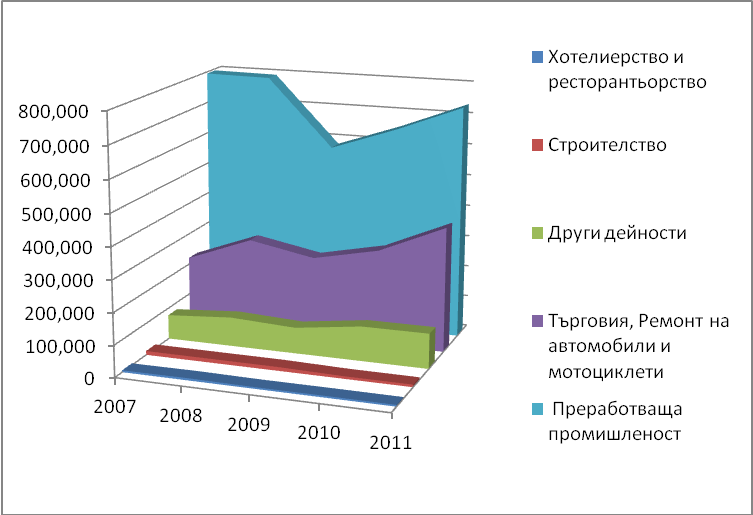 800,000
700,000
600,000
500,000
400,000
300,000
200,000
100,000
0
2007
2008
2009
2010
2011
Хотелиерство и
ресторантьорство
Строителство
Други дейности
Търговия, Ремонт на
автомобили и
мотоциклети
Преработваща
промишленост